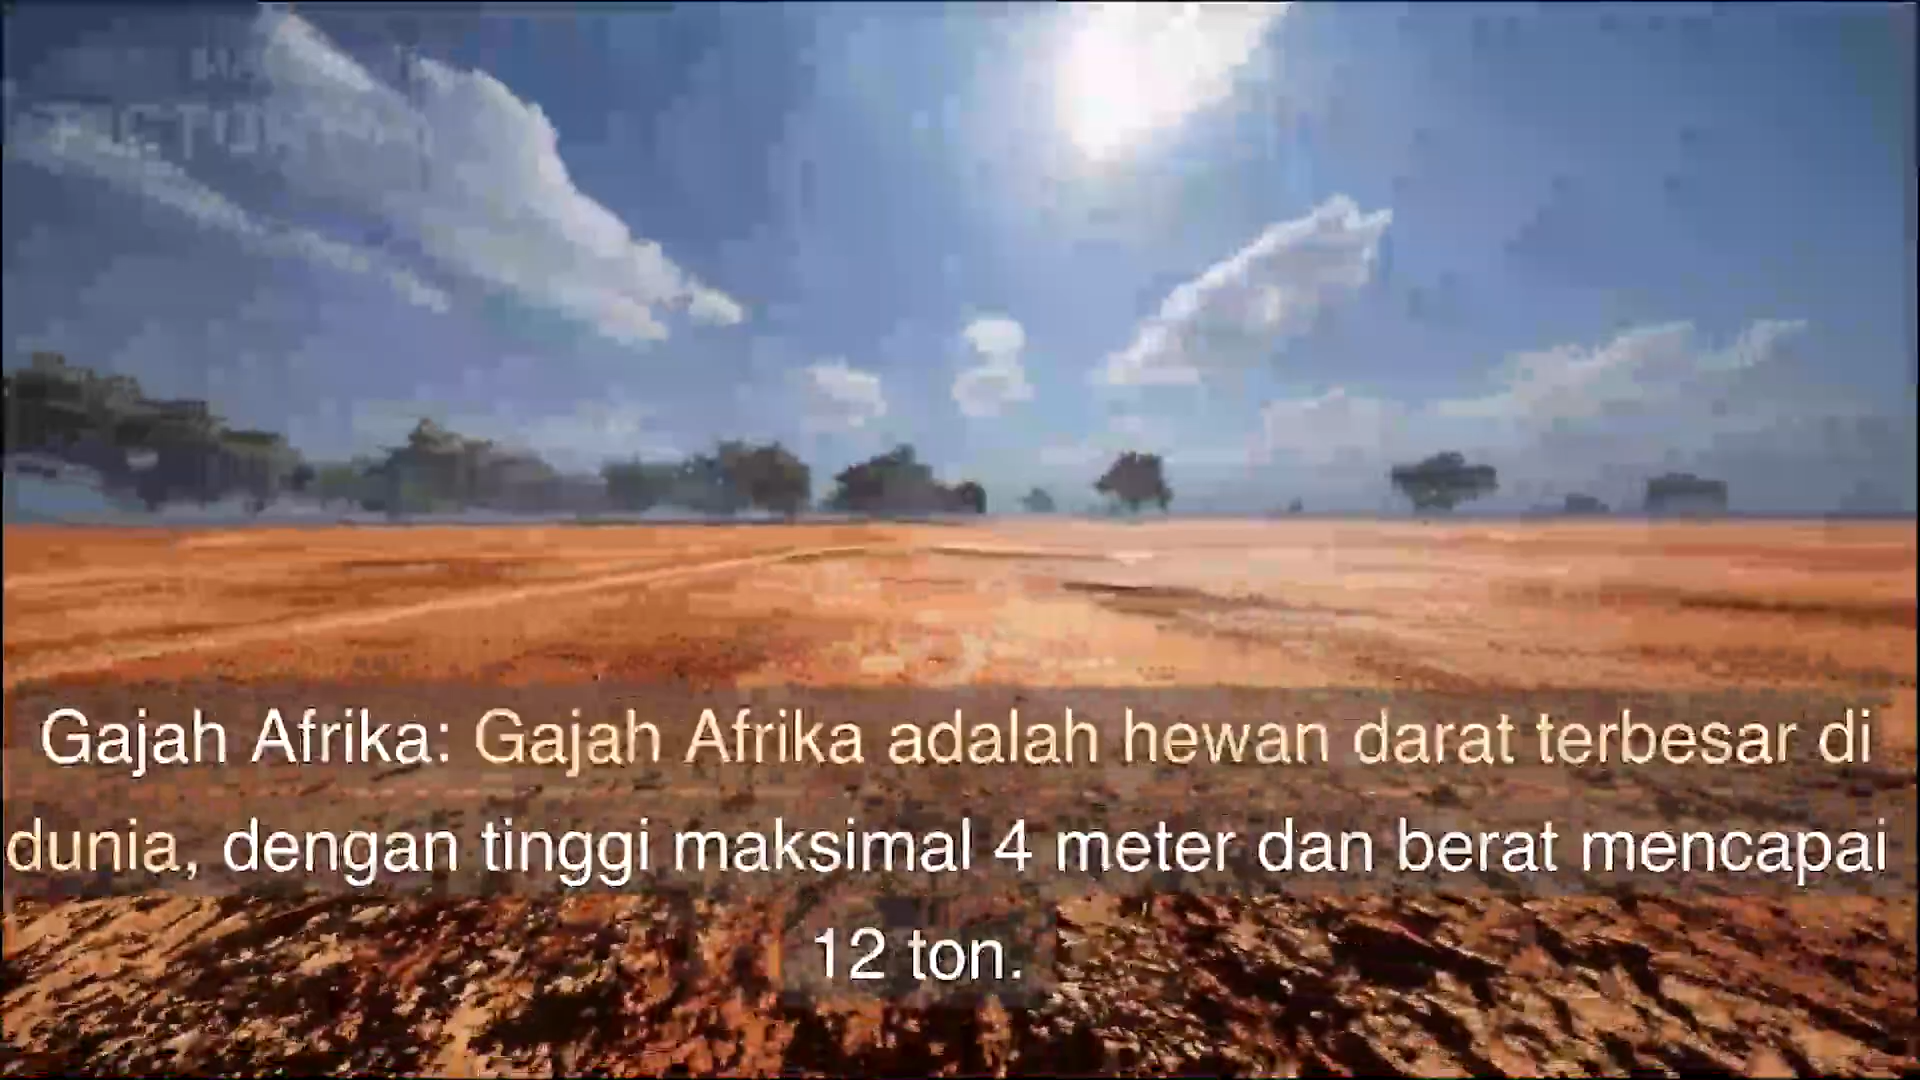 Gajah Afrika: Gajah Afrika adalah hewan darat terbesar di
dunia, dengan tinggi maksimal 4 meter dan berat mencapai
12 ton.